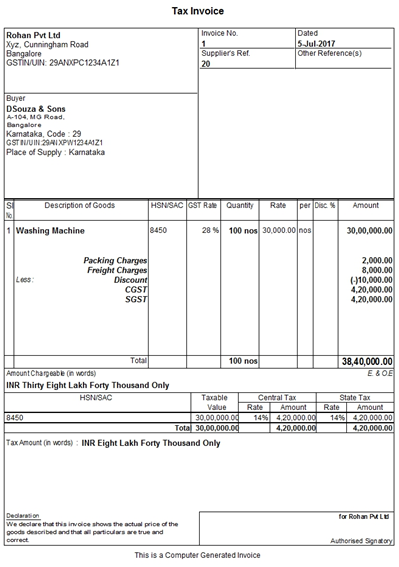 Tax Invoice
Rohan Pvt Ltd
Xyz, Cunningham Road
Bangalore
GSTIN/UIN: 29ANXPC1234A1Z1
Invoice No.
1
Dated
5-Jul-2017
Supplier's Ref.
20
Other Reference(s)
Buyer
DSouza & Sons
A-104, MG Road,
Bangalore
Karnataka, Code : 29
GSTIN/UIN:29ANXPW1234A1Z1
Place of Supply : Karnataka
Sl No. Description of Goods HSN/SAC GST Rate Quantity Rate per Disc. % Amount
1 Washing Machine 8450 28 % 100 nos 30,000.00 nos 30,00,000.00
Packing Charges 2,000.00
Freight Charges 8,000.00
Less : Discount (-)10,000.00
CGST 4,20,000.00
SGST 4,20,000.00
Total 100 nos 38,40,000.00
Amount Chargeable (in words) E. & O.E
INR Thirty Eight Lakh Forty Thousand Only
HSN/SAC Taxable Central Tax State Tax
Value Rate Amount Rate Amount
8450 30,00,000.00 14% 4,20,000.00 14% 4,20,000.00
Total 30,00,000.00 4,20,000.00 4,20,000.00
Tax Amount (in words) : INR Eight Lakh Forty Thousand Only
Declaration
We declare that this invoice shows the actual price of the
goods described and that all particulars are true and
correct.
for Rohan Pvt Ltd
Authorised Signatory
This is a Computer Generated Invoice